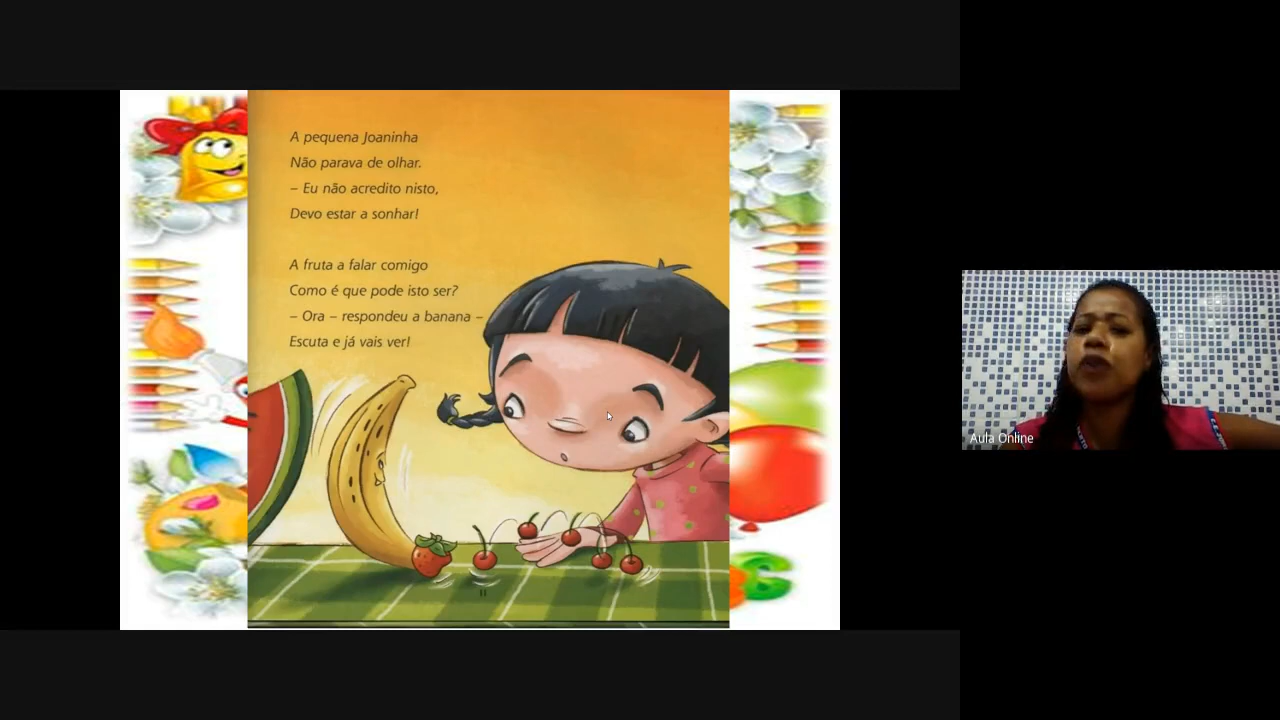 A pequena Joaninha
Não parava de olhar.
– Eu não acredito nisto,
Devo estar a sonhar!
A fruta a falar comigo
Como é que pode isto ser?
– Ora – respondeu a banana –
Escuta e já vais ver!
Aula Online